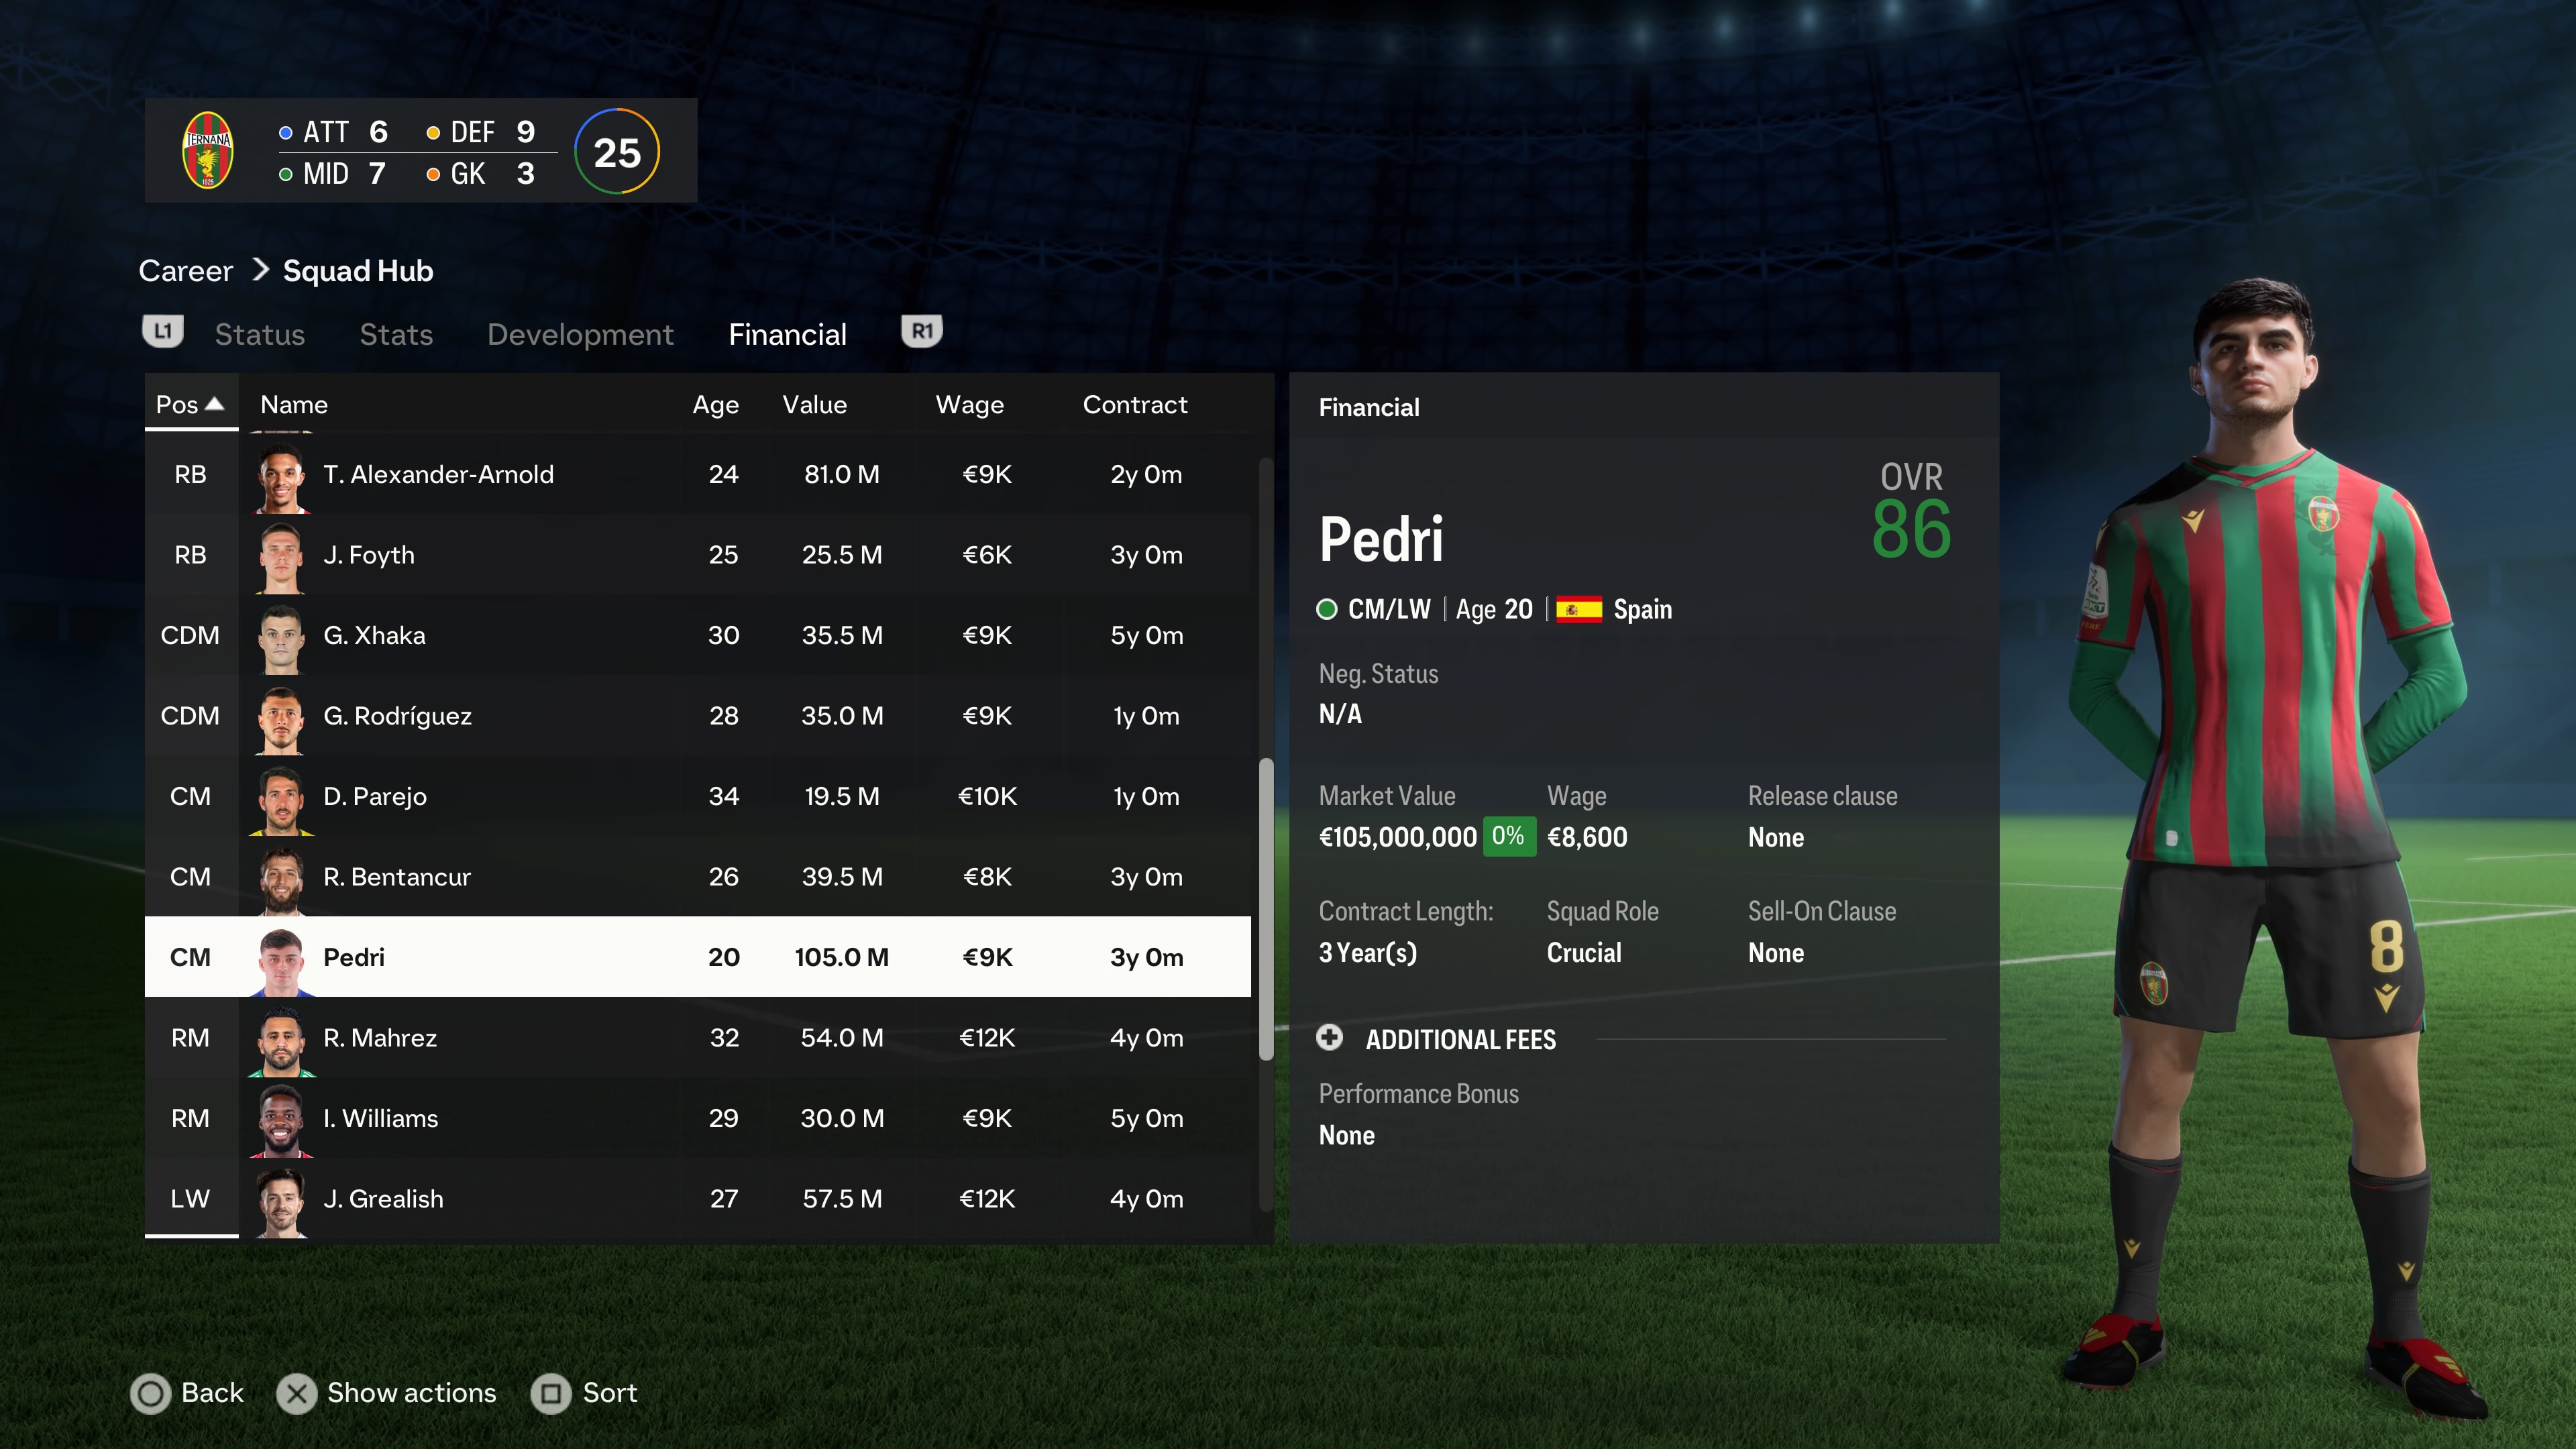 TERNANA
1925
ATT 6 DEF 9
MID 7 GK 3
25
Career > Squad Hub
L1 Status Stats Development Financial R1
Pos Name Age Value Wage Contract
RB T. Alexander-Arnold 24 81.0 M €9K 2y 0m
RB J. Foyth 25 25.5 M €6K 3y 0m
CDM G. Xhaka 30 35.5 M €9K 5y 0m
CDM G. Rodríguez 28 35.0 M €9K 1y 0m
CM D. Parejo 34 19.5 M €10K 1y 0m
CM R. Bentancur 26 39.5 M €8K 3y 0m
CM Pedri 20 105.0 M €9K 3y 0m
RM R. Mahrez 32 54.0 M €12K 4y 0m
RM I. Williams 29 30.0 M €9K 5y 0m
LW J. Grealish 27 57.5 M €12K 4y 0m
Financial
OVR
86
Pedri
CM/LW | Age 20 | Spain
Neg. Status
N/A
Market Value Wage Release clause
€105,000,000 0% €8,600 None
Contract Length: Squad Role Sell-On Clause
3 Year(s) Crucial None
ADDITIONAL FEES
Performance Bonus
None
8
Back Show actions Sort